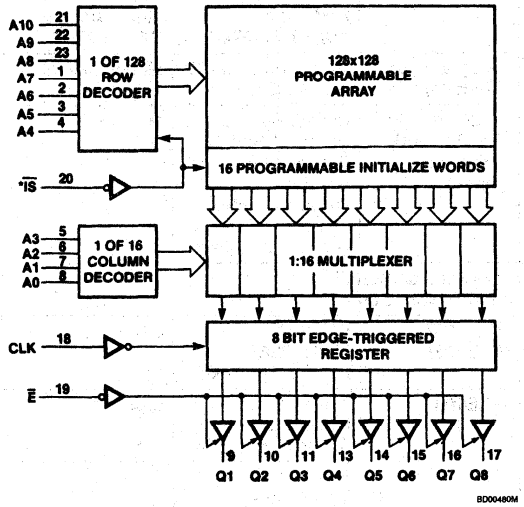 A10 21
A9 22
A8 23
A7 1
A6 2
A5 3
A4 4
1 OF 128
ROW
DECODER
128x128
PROGRAMMABLE
ARRAY
16 PROGRAMMABLE INITIALIZE WORDS
*IS 20
A3 5
A2 6
A1 7
A0 8
1 OF 16
COLUMN
DECODER
1:16 MULTIPLEXER
CLK 18
8 BIT EDGE-TRIGGERED
REGISTER
E 19
9 10 11 13 14 15 16 17
Q1 Q2 Q3 Q4 Q5 Q6 Q7 Q8
BD00480M